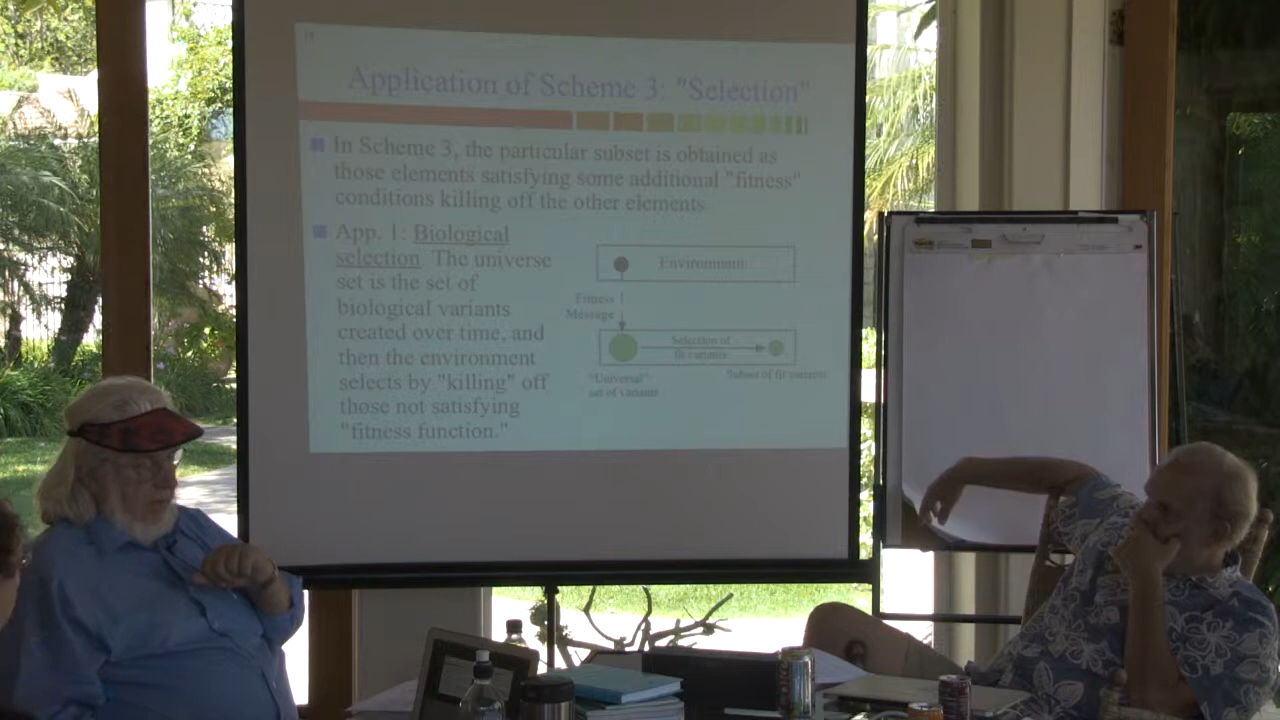 Application of Scheme 3: "Selection"
In Scheme 3, the particular subset is obtained as
those elements satisfying some additional "fitness"
conditions killing off the other elements
App. 1: Biological
selection. The universe
set is the set of
biological variants
created over time, and
then the environment
selects by "killing" off
those not satisfying
"fitness function."
Environment
Fitness
Message
Selection of
fit variants
"Universal"
set of variants
Subset of fit variants